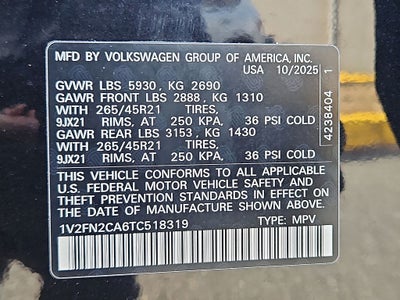 MFD BY VOLKSWAGEN GROUP OF AMERICA, INC.
USA 10/2025
GVWR LBS 5930, KG 2690
GAWR FRONT LBS 2888, KG 1310
WITH 265/45R21 TIRES,
9JX21 RIMS, AT 250 KPA, 36 PSI COLD
GAWR REAR LBS 3153, KG 1430
WITH 265/45R21 TIRES,
9JX21 RIMS, AT 250 KPA, 36 PSI COLD
THIS VEHICLE CONFORMS TO ALL APPLICABLE
U.S. FEDERAL MOTOR VEHICLE SAFETY AND
THEFT PREVENTION STANDARDS IN EFFECT ON
THE DATE OF MANUFACTURE SHOWN ABOVE
1V2FN2CA6TC518319 TYPE: MPV
4238404 1